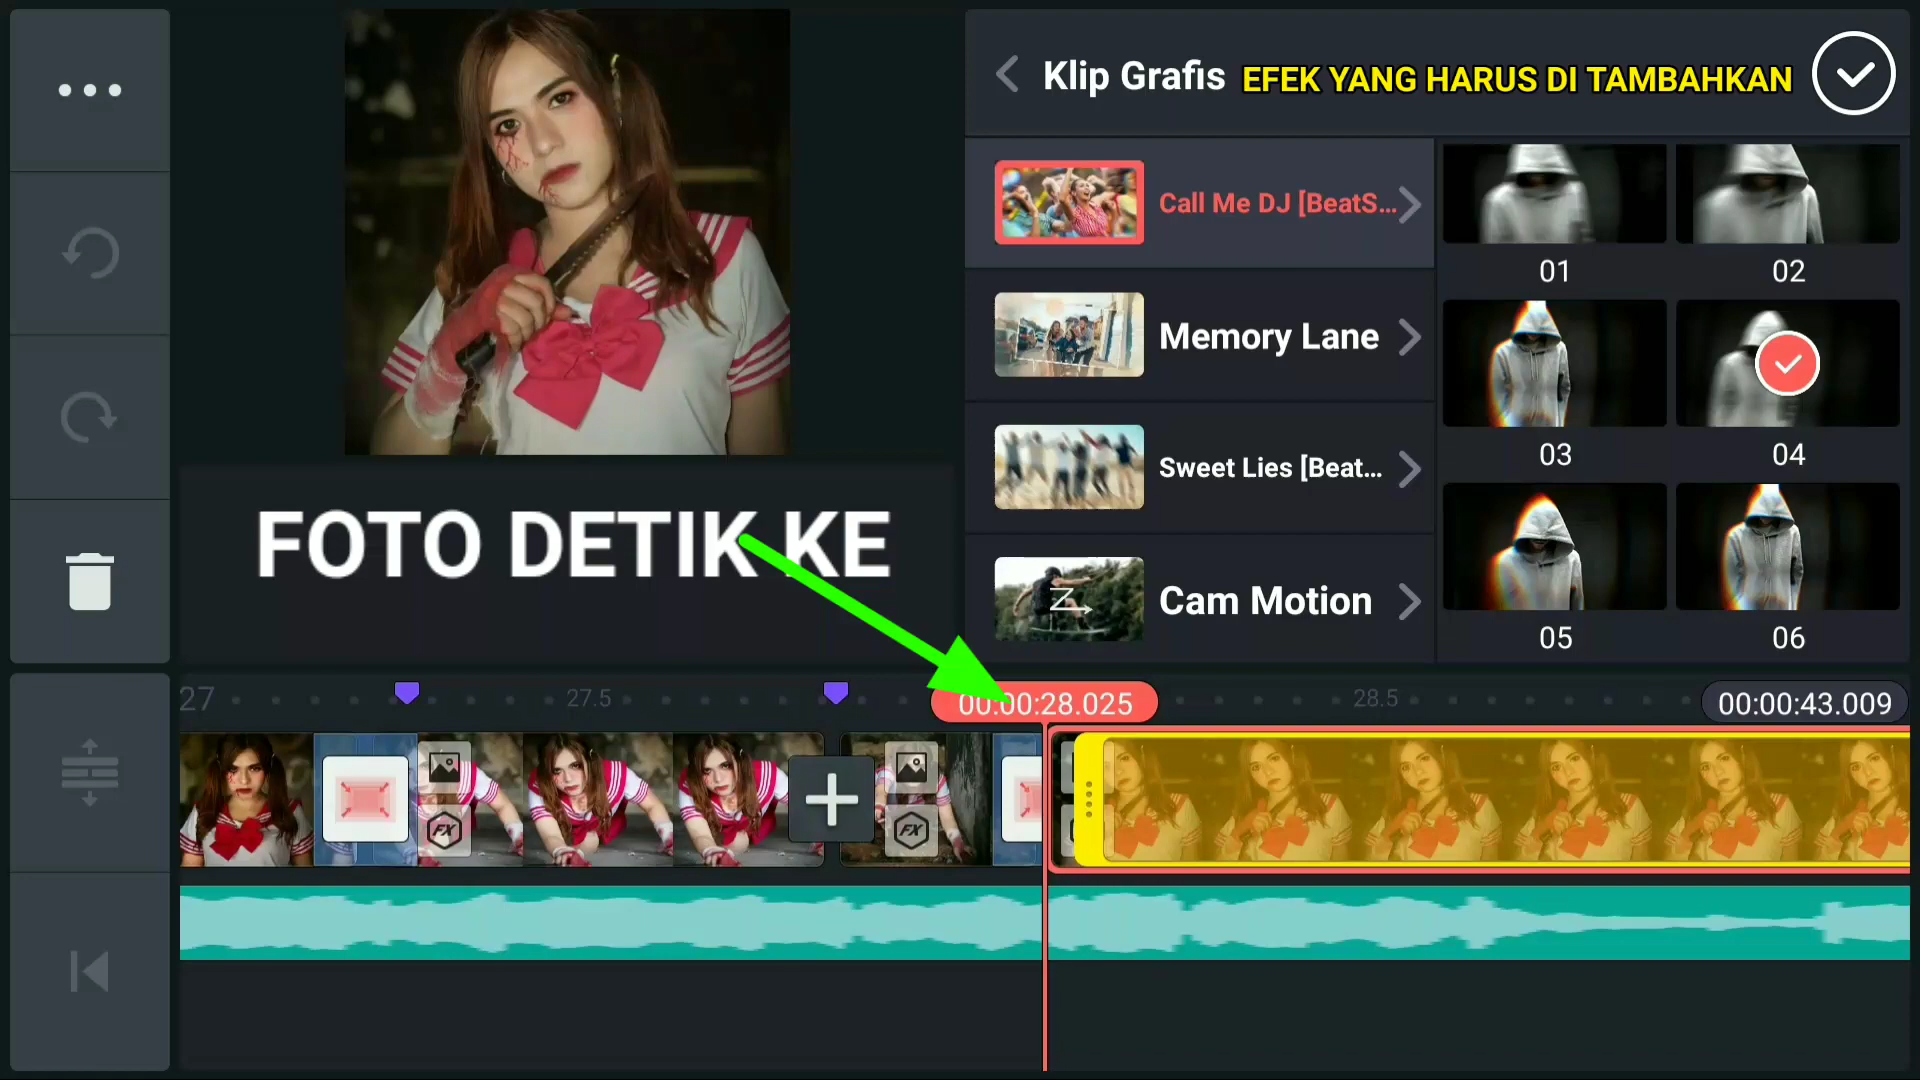 Klip Grafis
EFEK YANG HARUS DI TAMBAHKAN
Call Me DJ [BeatS...
Memory Lane
Sweet Lies [Beat...
Cam Motion
01
02
03
04
05
06
FOTO DETIK KE
27
27.5
00:00:28.025
28.5
00:00:43.009
FX
FX